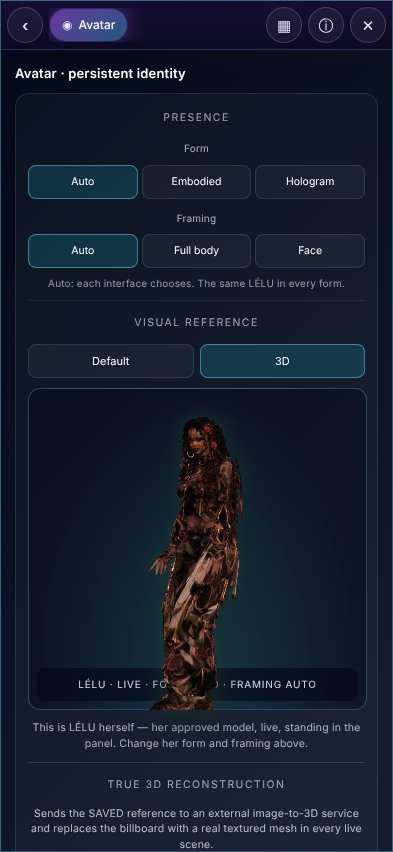 Avatar
Avatar · persistent identity
PRESENCE
Form
Auto
Embodied
Hologram
Framing
Auto
Full body
Face
Auto: each interface chooses. The same LÉLU in every form.
VISUAL REFERENCE
Default
3D
LÉLU · LIVE · · FRAMING AUTO
This is LÉLU herself — her approved model, live, standing in the
panel. Change her form and framing above.
TRUE 3D RECONSTRUCTION
Sends the SAVED reference to an external image-to-3D service
and replaces the billboard with a real textured mesh in every live
scene.